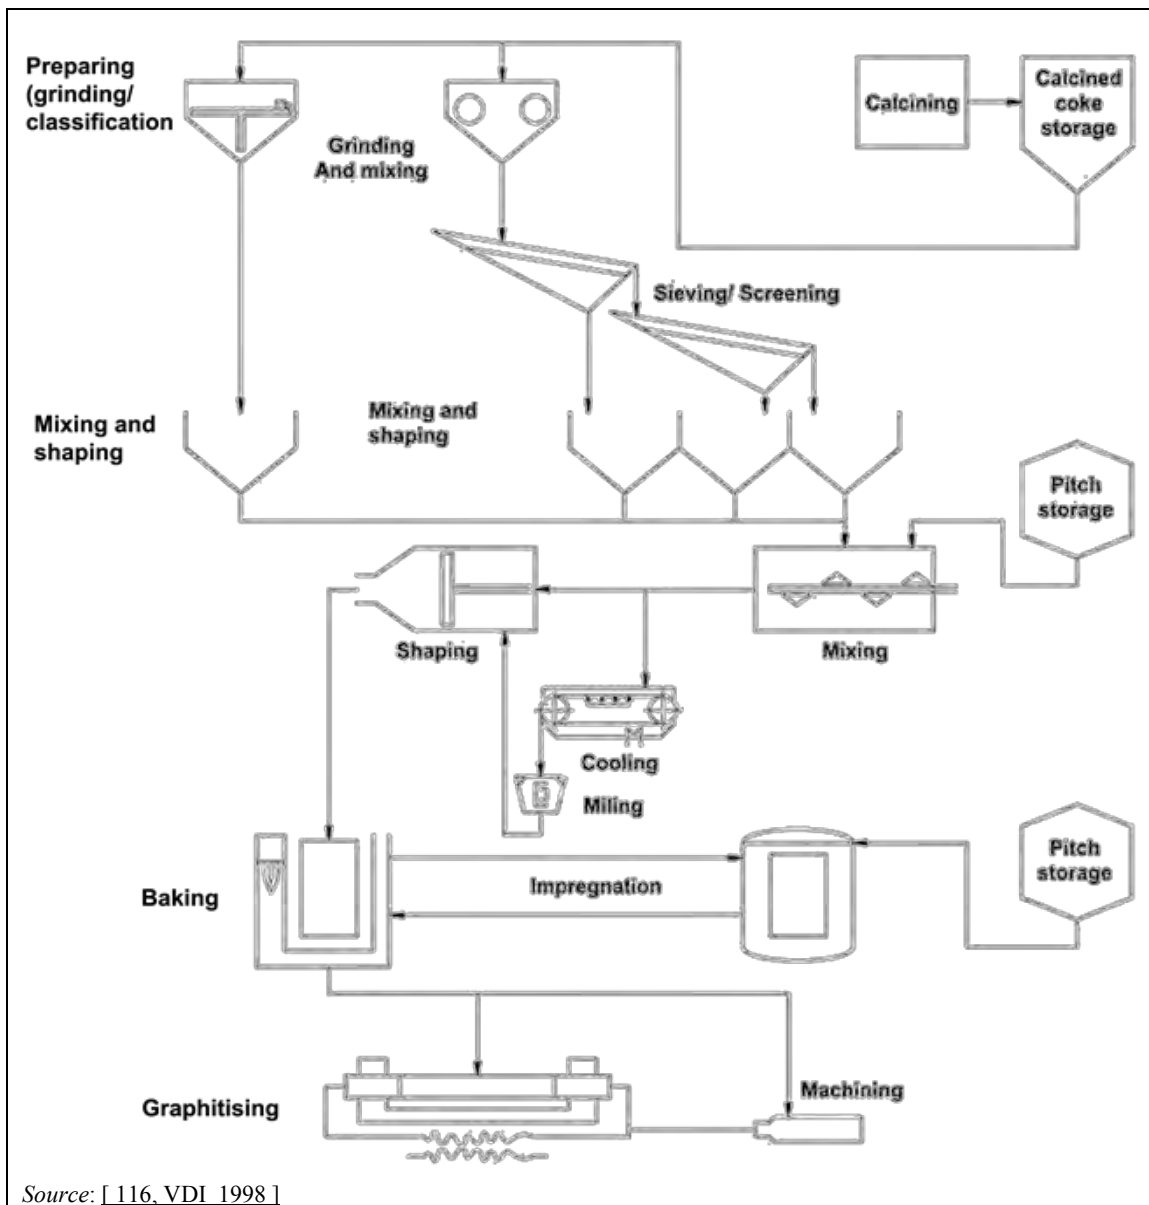 Preparing
(grinding/
classification
Calcining
Calcined
coke
storage
Grinding
And mixing
Sieving/ Screening
Mixing and
shaping
Mixing and
shaping
Pitch
storage
Shaping
Mixing
Cooling
Miling
Baking
Impregnation
Pitch
storage
Graphitising
Machining
Source: [ 116, VDI 1998 ]